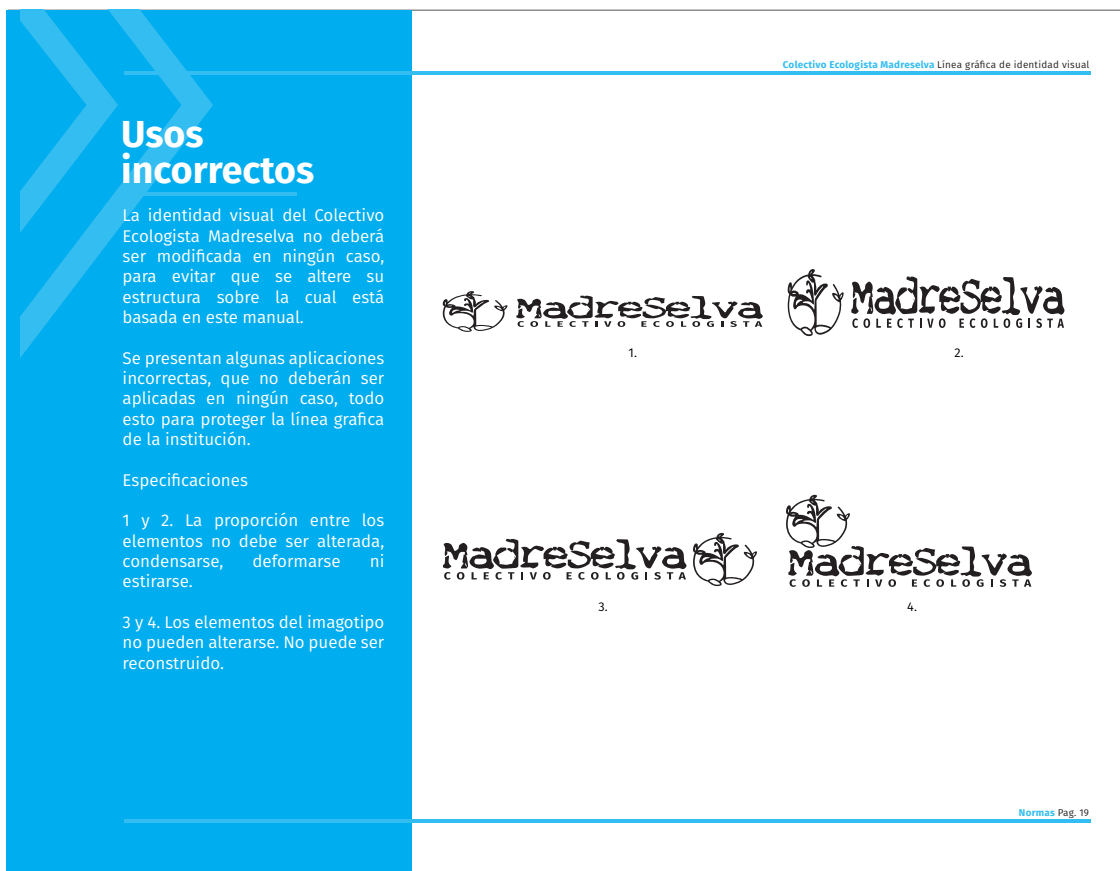 Colectivo Ecologista Madreselva Línea gráfica de identidad visual
Usos
incorrectos
La identidad visual del Colectivo
Ecologista Madreselva no deberá
ser modificada en ningún caso,
para evitar que se altere su
estructura sobre la cual está
basada en este manual.
Se presentan algunas aplicaciones
incorrectas, que no deberán ser
aplicadas en ningún caso, todo
esto para proteger la línea grafica
de la institución.
Especificaciones
1 y 2. La proporción entre los
elementos no debe ser alterada,
condensarse, deformarse ni
estirarse.
3 y 4. Los elementos del imagotipo
no pueden alterarse. No puede ser
reconstruido.
MadreSelva
COLECTIVO ECOLOGISTA
1.
MadreSelva
COLECTIVO ECOLOGISTA
2.
MadreSelva
COLECTIVO ECOLOGISTA
3.
MadreSelva
COLECTIVO ECOLOGISTA
4.
Normas Pag. 19